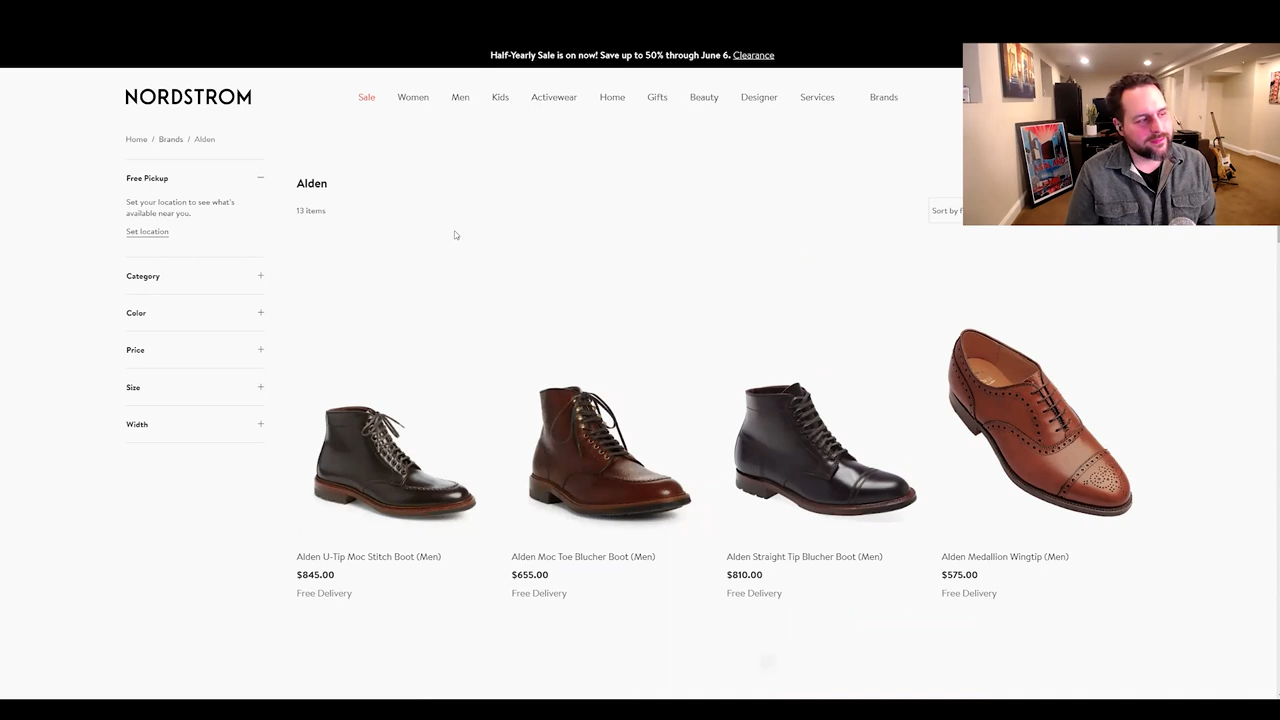 Half-Yearly Sale is on now! Save up to 50% through June 6. Clearance
NORDSTROM
Sale Women Men Kids Activewear Home Gifts Beauty Designer Services Brands
Home / Brands / Alden
Free Pickup
Set your location to see what's
available near you.
Set location
Category
Color
Price
Size
Width
Alden
13 items
Sort by
Alden U-Tip Moc Stitch Boot (Men)
$845.00
Free Delivery
Alden Moc Toe Blucher Boot (Men)
$655.00
Free Delivery
Alden Straight Tip Blucher Boot (Men)
$810.00
Free Delivery
Alden Medallion Wingtip (Men)
$575.00
Free Delivery